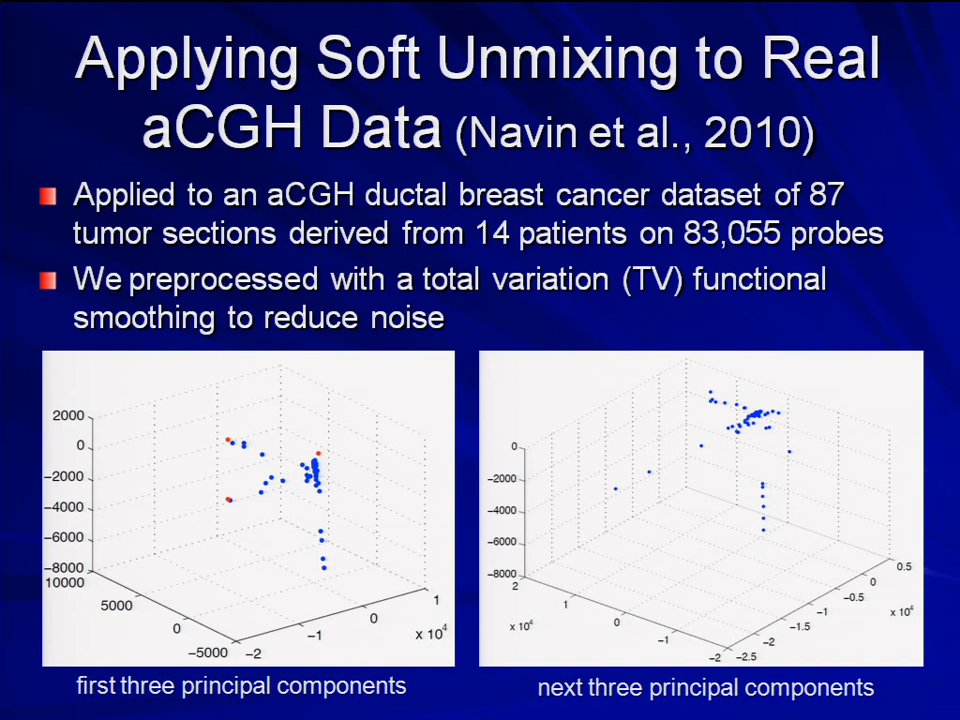 Applying Soft Unmixing to Real
aCGH Data (Navin et al., 2010)
Applied to an aCGH ductal breast cancer dataset of 87
tumor sections derived from 14 patients on 83,055 probes
We preprocessed with a total variation (TV) functional
smoothing to reduce noise
2000
0
−2000
−4000
−6000
−8000
10000
5000
0
−5000
−2
−1
0
1
x 10⁴
0
−2000
−4000
−6000
−8000
2
1
0
−1
−2
x 10⁴
−2.5
−2
−1.5
−1
−0.5
0
0.5
x 10⁴
first three principal components
next three principal components